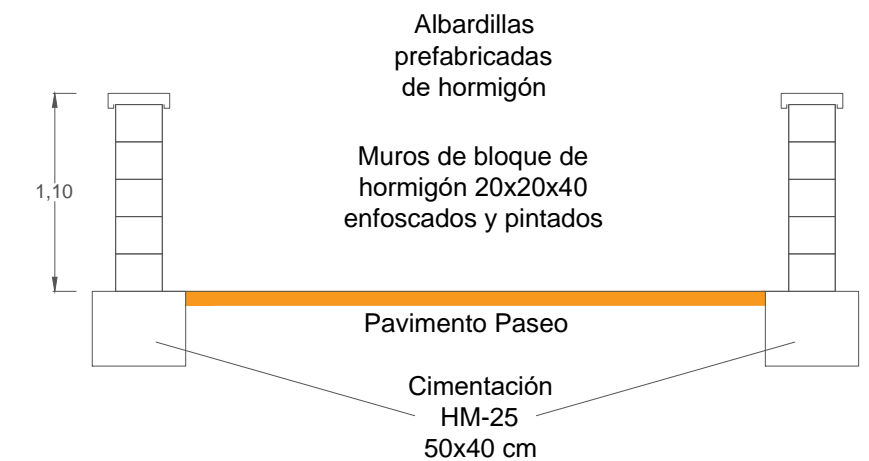 Albardillas
prefabricadas
de hormigón
Muros de bloque de
hormigón 20x20x40
enfoscados y pintados
1,10
Pavimento Paseo
Cimentación
HM-25
50x40 cm